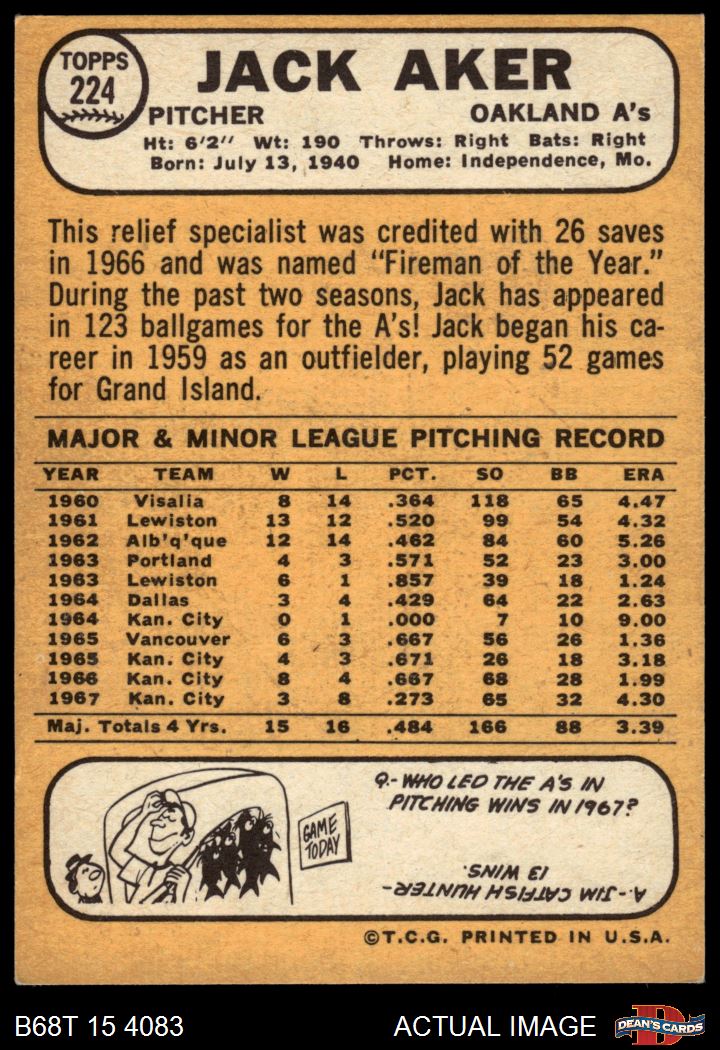 TOPPS
224
JACK AKER
PITCHER OAKLAND A's
Ht: 6'2" Wt: 190 Throws: Right Bats: Right
Born: July 13, 1940 Home: Independence, Mo.
This relief specialist was credited with 26 saves
in 1966 and was named "Fireman of the Year."
During the past two seasons, Jack has appeared
in 123 ballgames for the A's! Jack began his ca-
reer in 1959 as an outfielder, playing 52 games
for Grand Island.
MAJOR & MINOR LEAGUE PITCHING RECORD
YEAR TEAM W L PCT. SO BB ERA
1960 Visalia 8 14 .364 118 65 4.47
1961 Lewiston 13 12 .520 99 54 4.32
1962 Alb'q'que 12 14 .462 84 60 5.26
1963 Portland 4 3 .571 52 23 3.00
1963 Lewiston 6 1 .857 39 18 1.24
1964 Dallas 3 4 .429 64 22 2.63
1964 Kan. City 0 1 .000 7 10 9.00
1965 Vancouver 6 3 .667 56 26 1.36
1965 Kan. City 4 3 .671 26 18 3.18
1966 Kan. City 8 4 .667 68 28 1.99
1967 Kan. City 3 8 .273 65 32 4.30
Maj. Totals 4 Yrs. 15 16 .484 166 88 3.39
Q.- WHO LED THE A'S IN
PITCHING WINS IN 1967?
GAME
TODAY
A.- JIM CATFISH HUNTER-
13 WINS.
©T.C.G. PRINTED IN U.S.A.
B68T 15 4083 ACTUAL IMAGE DEAN'S CARDS